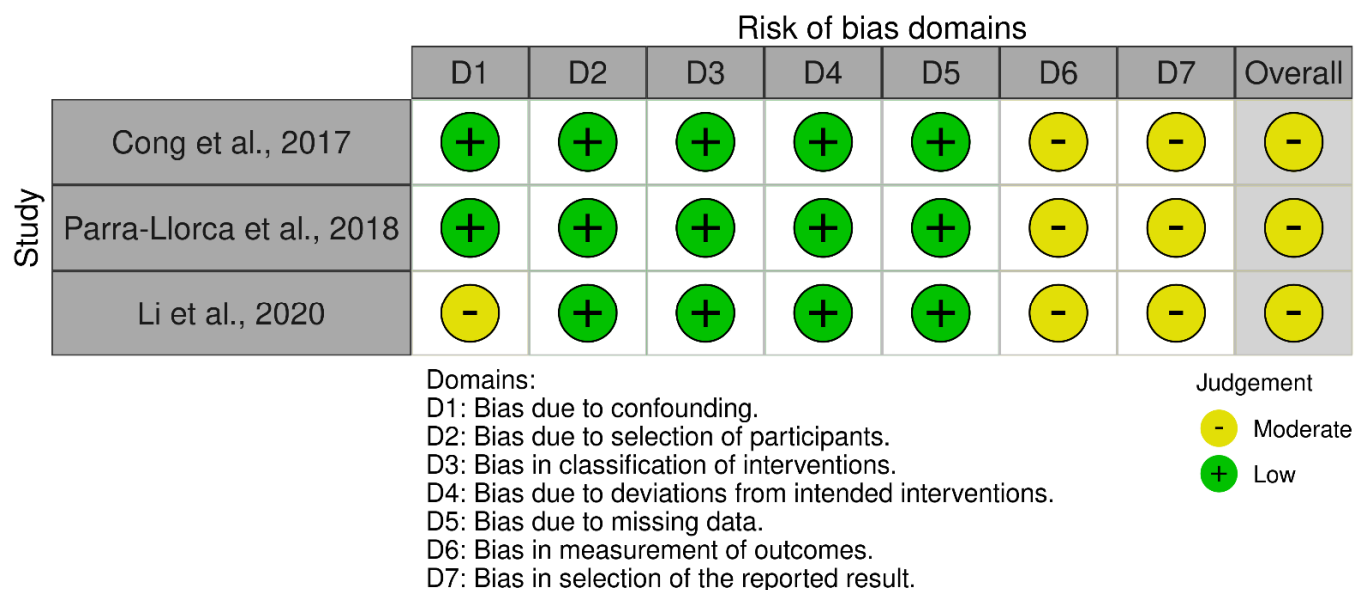 Risk of bias domains
D1 D2 D3 D4 D5 D6 D7 Overall
Study
Cong et al., 2017 + + + + + - - -
Parra-Llorca et al., 2018 + + + + + - - -
Li et al., 2020 - + + + + - - -
Domains:
D1: Bias due to confounding.
D2: Bias due to selection of participants.
D3: Bias in classification of interventions.
D4: Bias due to deviations from intended interventions.
D5: Bias due to missing data.
D6: Bias in measurement of outcomes.
D7: Bias in selection of the reported result.
Judgement
- Moderate
+ Low